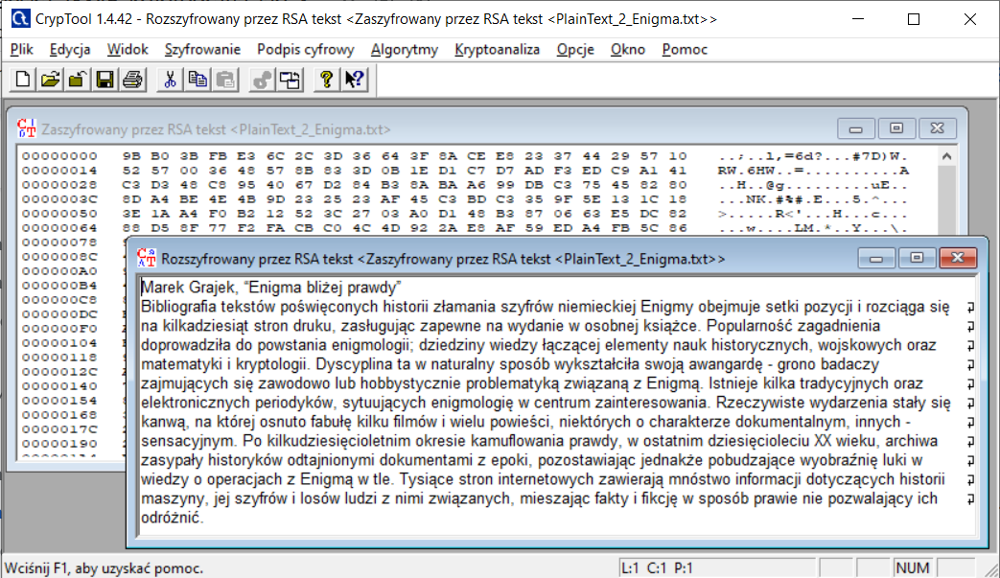 CrypTool 1.4.42 - Rozszyfrowany przez RSA tekst <Zaszyfrowany przez RSA tekst <PlainText_2_Enigma.txt>>
Plik Edycja Widok Szyfrowanie Podpis cyfrowy Algorytmy Kryptoanaliza Opcje Okno Pomoc
Zaszyfrowany przez RSA tekst <PlainText_2_Enigma.txt>
00000000 9B B0 3B FB E3 6C 2C 3D 36 64 3F 8A CE E8 23 37 44 29 57 10 ..;..l,=6d?...#7D)W.
00000014 52 57 00 36 48 57 8B 83 3D 0B 1E D1 C7 D7 AD F3 ED C9 A1 41 RW.6HW..=..........A
00000028 C3 D3 48 C8 95 40 67 D2 84 B3 8A BA A6 99 DB C3 75 45 82 80 ..H..@g.........uE..
0000003C 8D A4 BE 4E 4B 9D 23 25 23 AF 45 C3 BD C3 35 9F 5E 13 1C 18 ...NK.#%#.E...5.^...
00000050 3E 1A A4 F0 B2 12 52 3C 27 03 A0 D1 48 B3 87 06 63 E5 DC 82 >.....R<'...H...c...
00000064 88 D5 8F 77 F2 FA CB C0 4C 4D 92 2A E8 AF 59 ED A4 FB 5C 86 ...w....LM.*..Y...\.
00000078
0000008C
000000A0
000000B4
000000C8
000000DC
000000F0
00000104
00000118
0000012C
00000140
00000154
00000168
0000017C
00000190
Rozszyfrowany przez RSA tekst <Zaszyfrowany przez RSA tekst <PlainText_2_Enigma.txt>>
Marek Grajek, “Enigma bliżej prawdy”
Bibliografia tekstów poświęconych historii złamania szyfrów niemieckiej Enigmy obejmuje setki pozycji i rozciąga się
na kilkadziesiąt stron druku, zasługując zapewne na wydanie w osobnej książce. Popularność zagadnienia
doprowadziła do powstania enigmologii; dziedziny wiedzy łączącej elementy nauk historycznych, wojskowych oraz
matematyki i kryptologii. Dyscyplina ta w naturalny sposób wykształciła swoją awangardę - grono badaczy
zajmujących się zawodowo lub hobbystycznie problematyką związaną z Enigmą. Istnieje kilka tradycyjnych oraz
elektronicznych periodyków, sytuujących enigmologię w centrum zainteresowania. Rzeczywiste wydarzenia stały się
kanwą, na której osnuto fabułę kilku filmów i wielu powieści, niektórych o charakterze dokumentalnym, innych -
sensacyjnym. Po kilkudziesięcioletnim okresie kamuflowania prawdy, w ostatnim dziesięcioleciu XX wieku, archiwa
zasypały historyków odtajnionymi dokumentami z epoki, pozostawiając jednakże pobudzające wyobraźnię luki w
wiedzy o operacjach z Enigmą w tle. Tysiące stron internetowych zawierają mnóstwo informacji dotyczących historii
maszyny, jej szyfrów i losów ludzi z nimi związanych, mieszając fakty i fikcję w sposób prawie nie pozwalający ich
odróżnić.
Wciśnij F1, aby uzyskać pomoc.
L:1 C:1 P:1
NUM